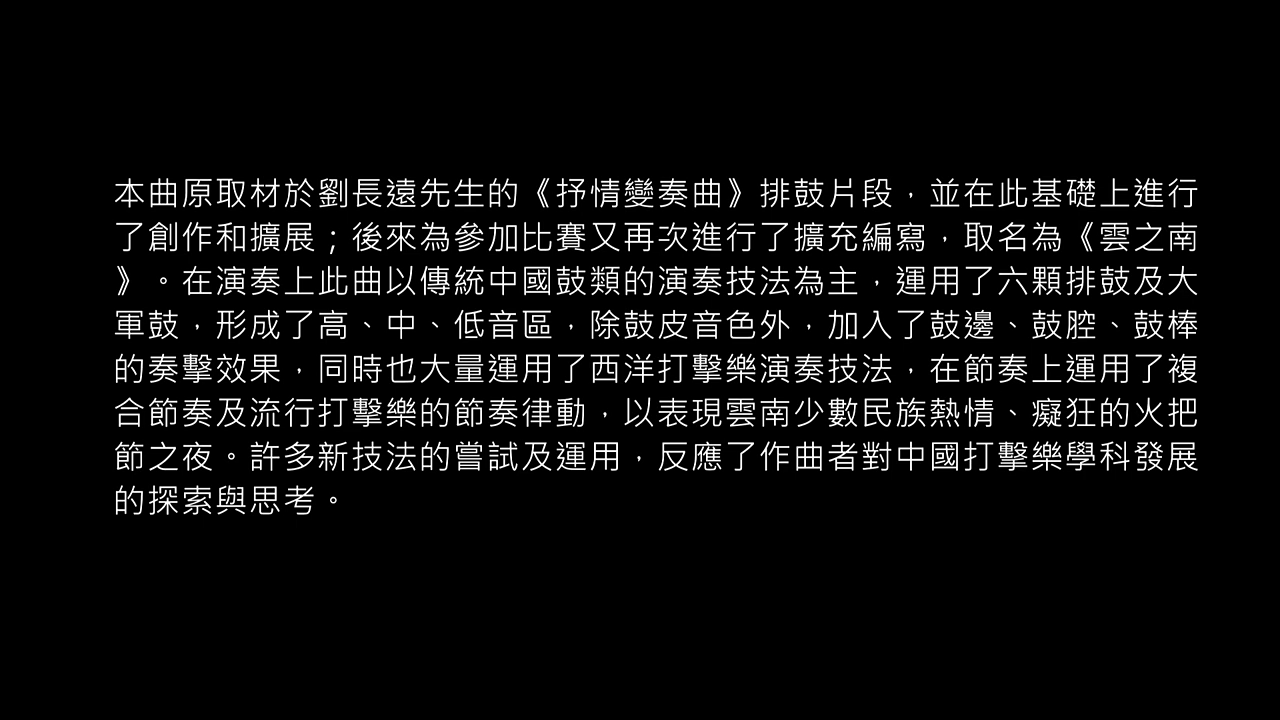 本曲原取材於劉長遠先生的《抒情變奏曲》排鼓片段，並在此基礎上進行
了創作和擴展；後來為參加比賽又再次進行了擴充編寫，取名為《雲之南
》。在演奏上此曲以傳統中國鼓類的演奏技法為主，運用了六顆排鼓及大
軍鼓，形成了高、中、低音區，除鼓皮音色外，加入了鼓邊、鼓腔、鼓棒
的奏擊效果，同時也大量運用了西洋打擊樂演奏技法，在節奏上運用了複
合節奏及流行打擊樂的節奏律動，以表現雲南少數民族熱情、癡狂的火把
節之夜。許多新技法的嘗試及運用，反應了作曲者對中國打擊樂學科發展
的探索與思考。